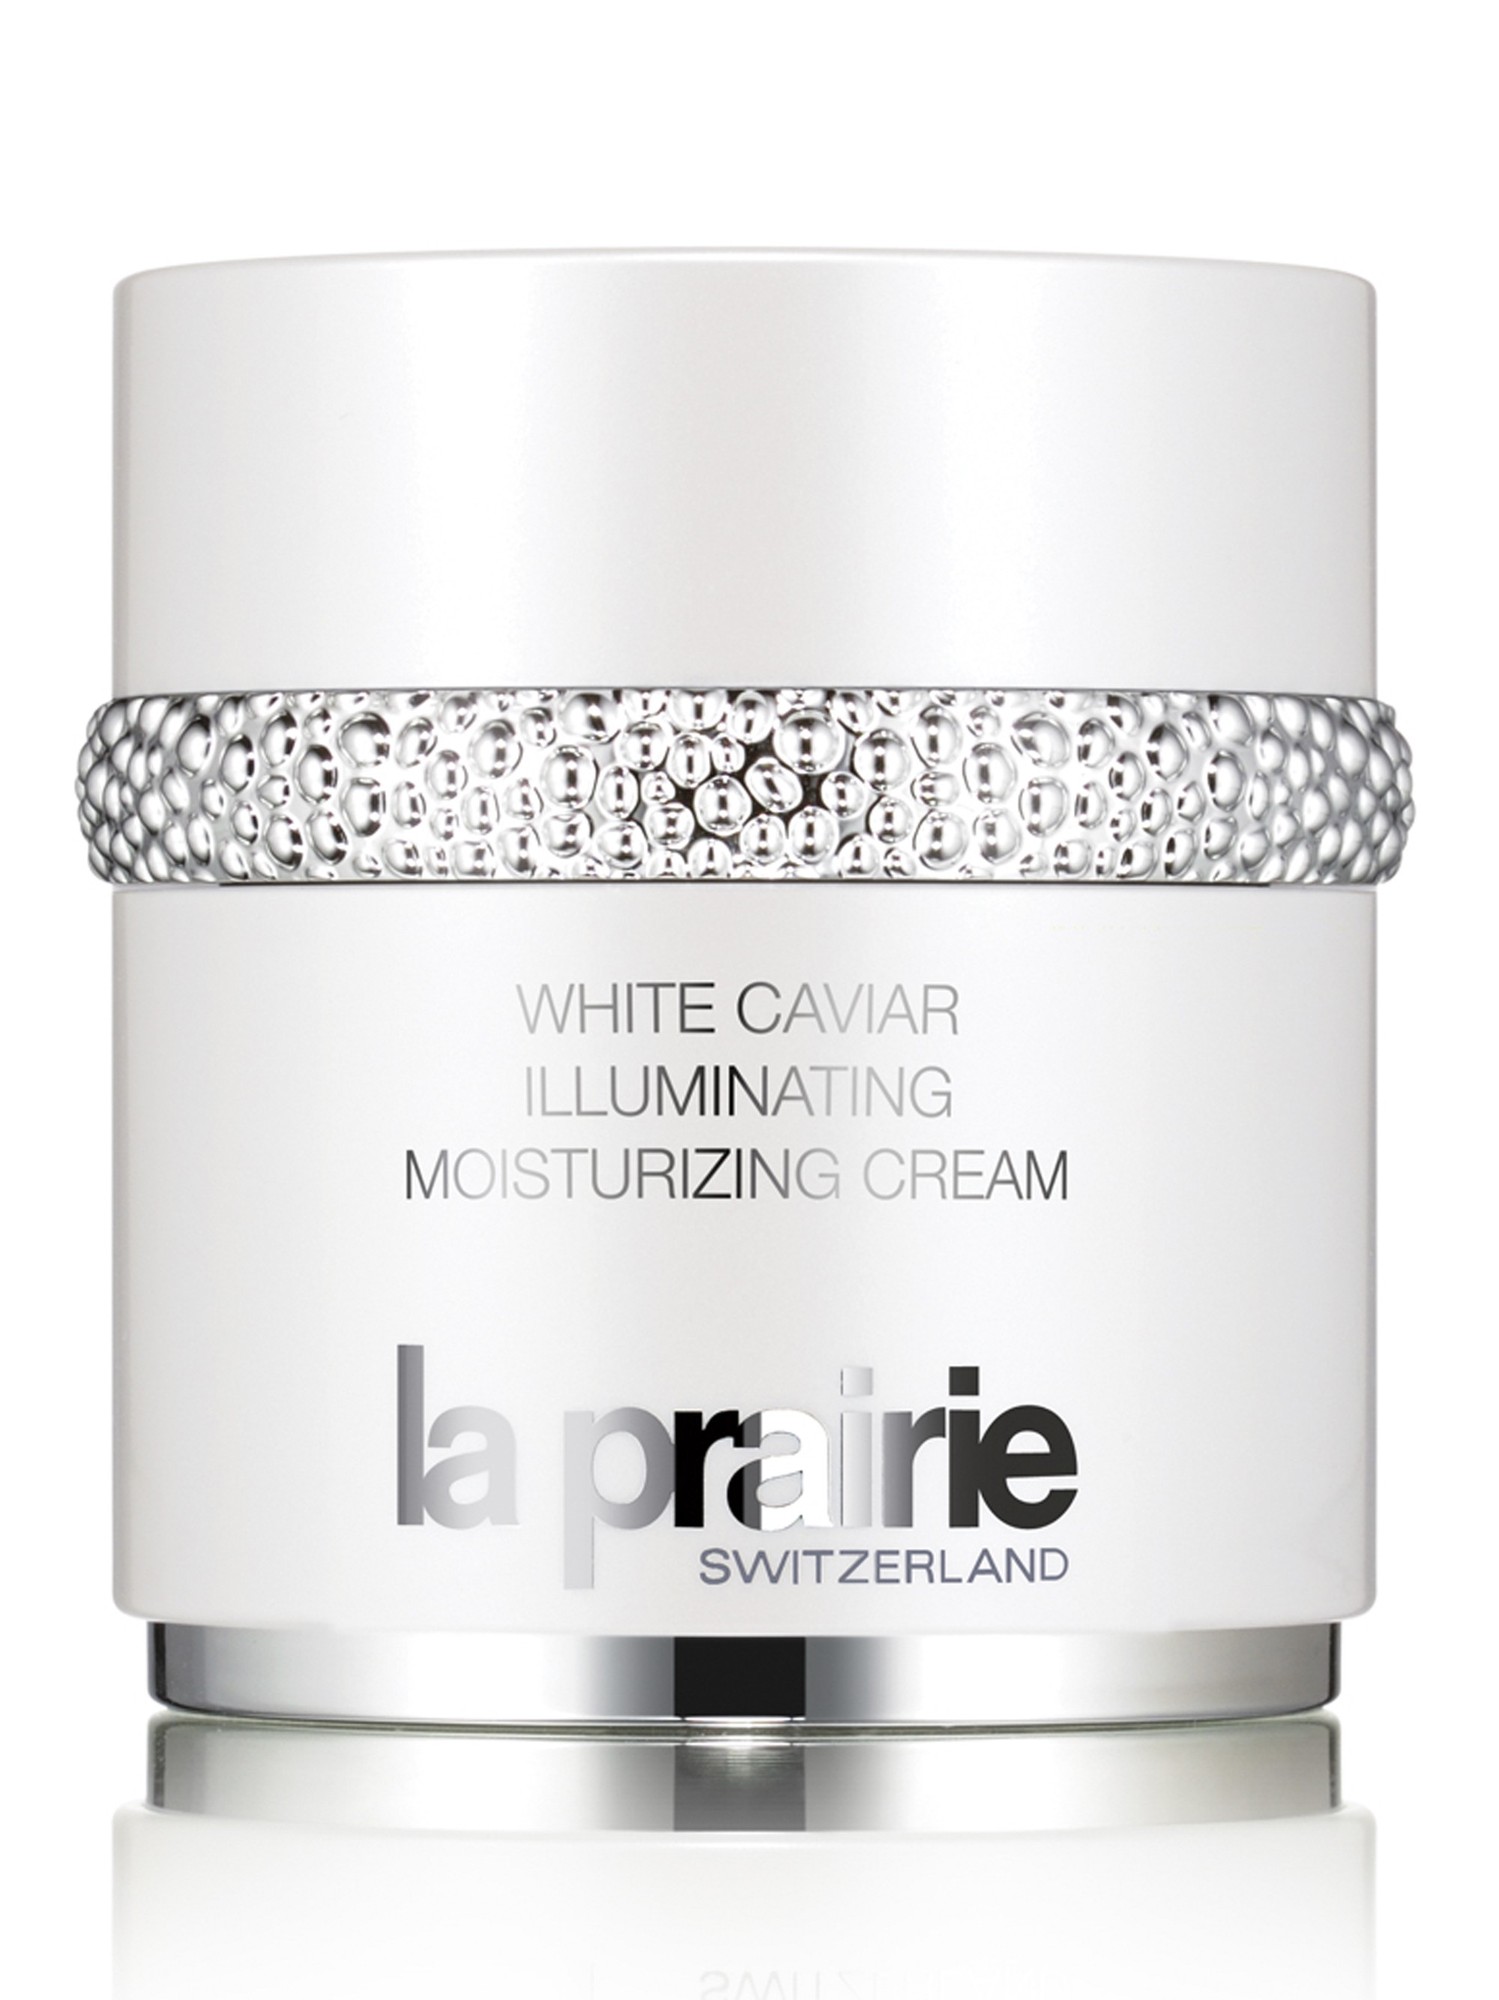 WHITE CAVIAR
ILLUMINATING
MOISTURIZING CREAM
la prairie
SWITZERLAND